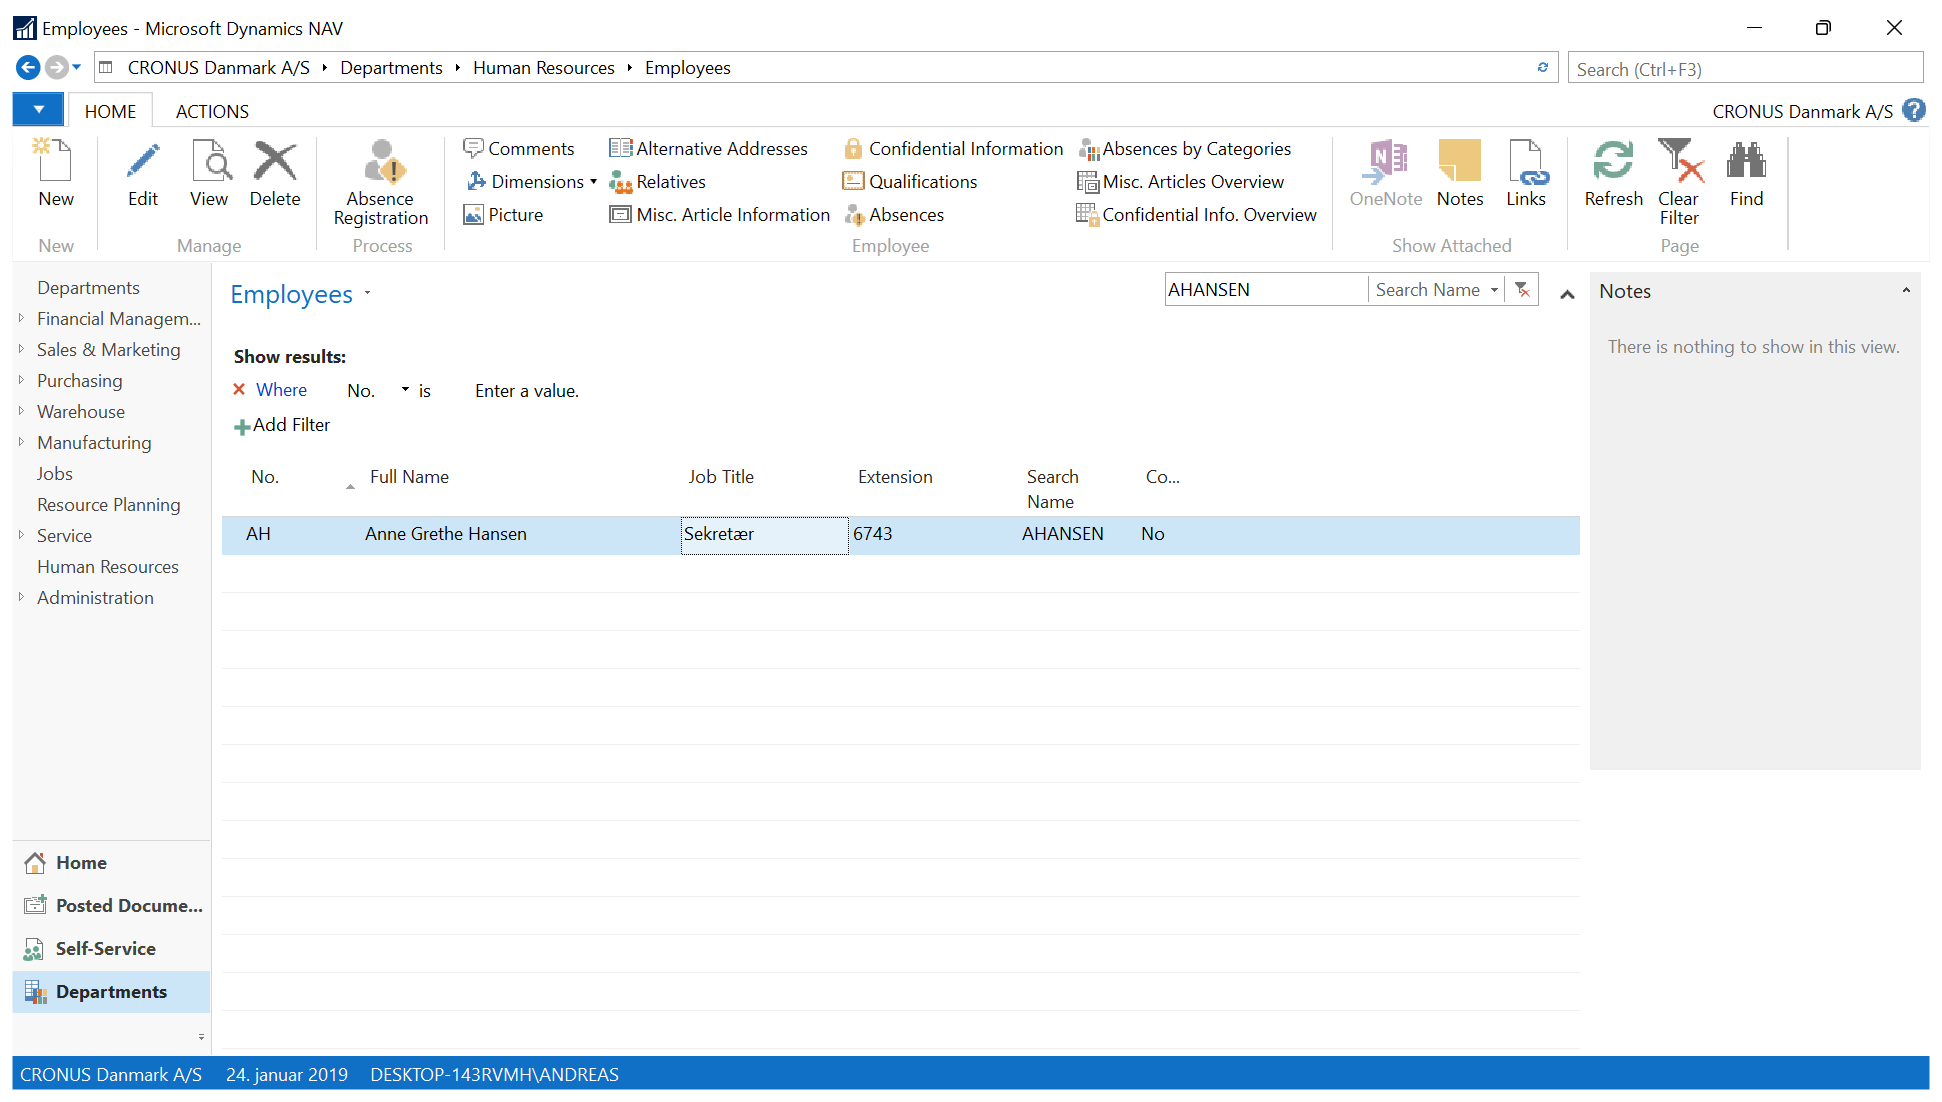 Employees - Microsoft Dynamics NAV
CRONUS Danmark A/S Departments Human Resources Employees
Search (Ctrl+F3)
HOME ACTIONS
CRONUS Danmark A/S ?
New
New
Edit
View
Delete
Manage
Absence
Registration
Process
Comments
Dimensions
Picture
Alternative Addresses
Relatives
Misc. Article Information
Confidential Information
Qualifications
Absences
Absences by Categories
Misc. Articles Overview
Confidential Info. Overview
Employee
OneNote
Notes
Links
Show Attached
Refresh
Clear
Filter
Find
Page
Departments
Financial Managem...
Sales & Marketing
Purchasing
Warehouse
Manufacturing
Jobs
Resource Planning
Service
Human Resources
Administration
Home
Posted Docume...
Self-Service
Departments
Employees
AHANSEN Search Name
Show results:
Where No. is Enter a value.
Add Filter
No. Full Name Job Title Extension Search Name Co...
AH Anne Grethe Hansen Sekretær 6743 AHANSEN No
Notes
There is nothing to show in this view.
CRONUS Danmark A/S 24. januar 2019 DESKTOP-143RVMH\ANDREAS